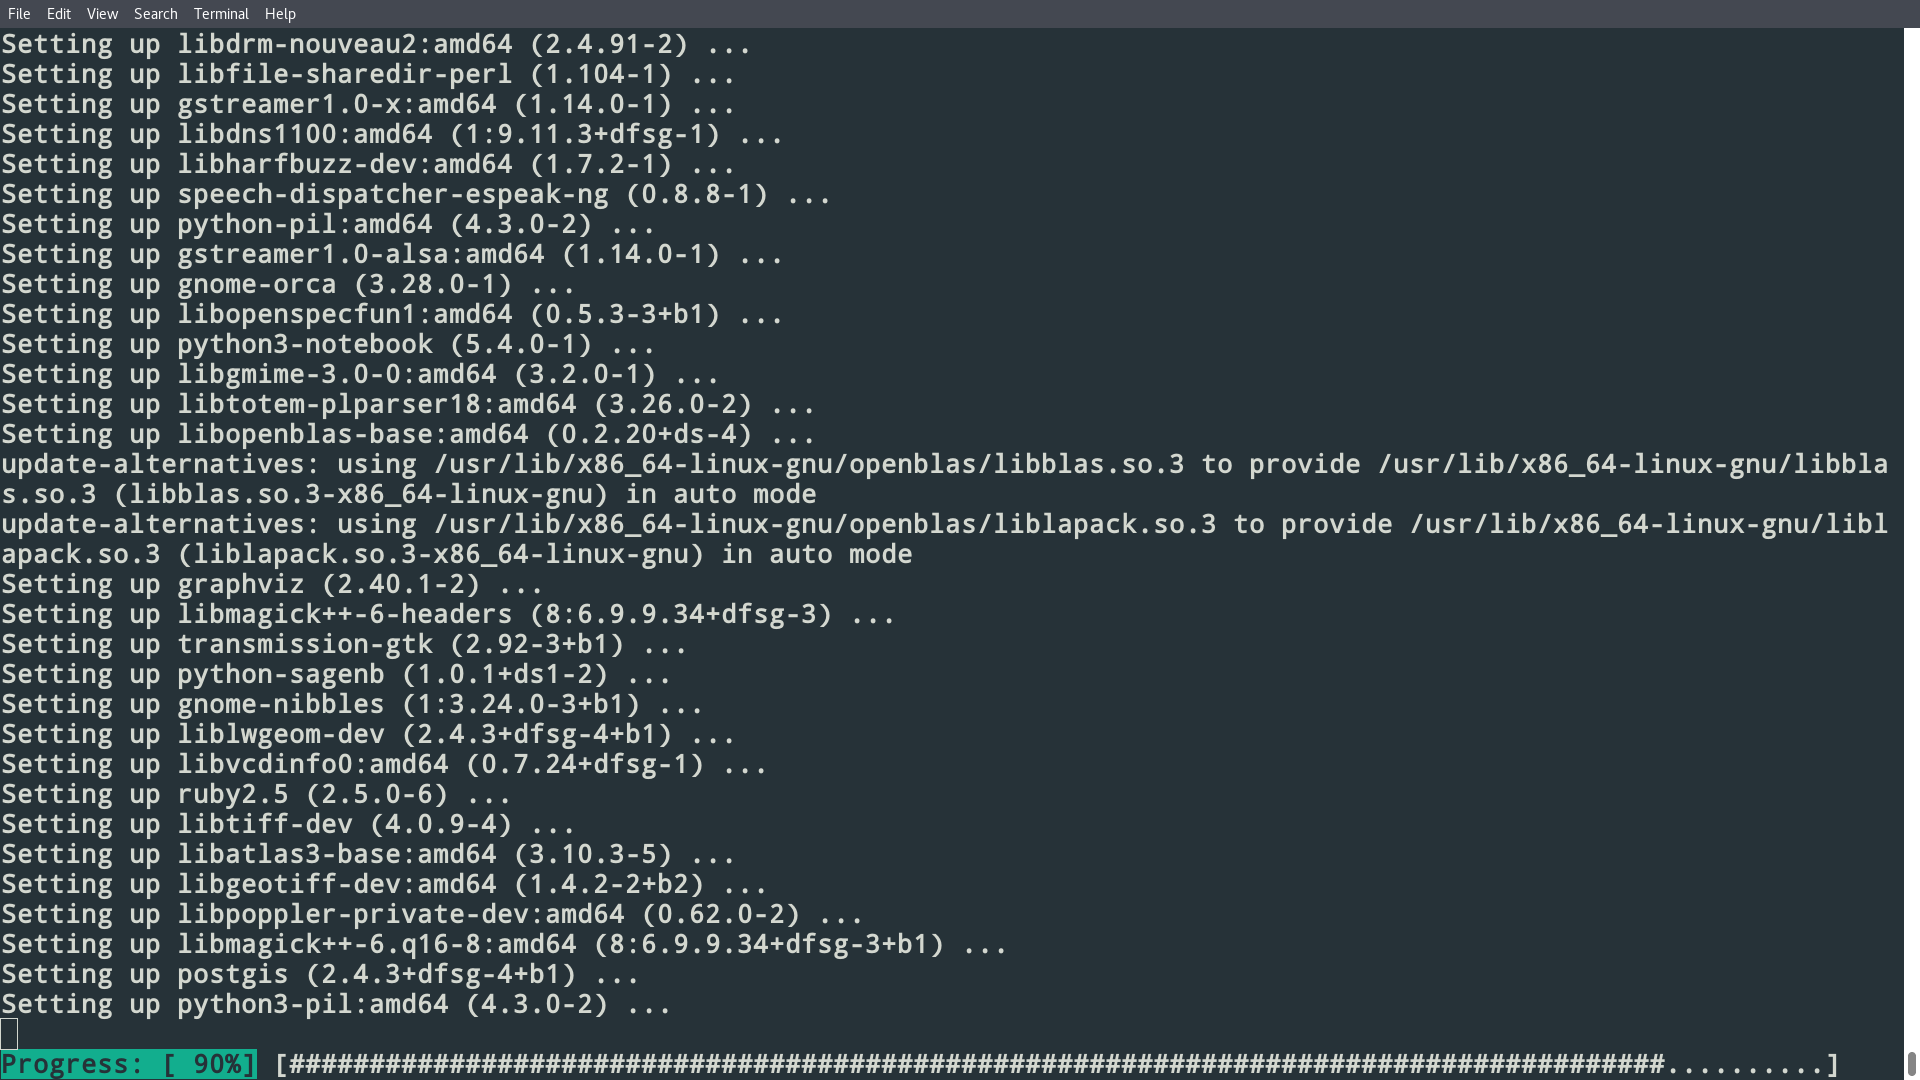 File Edit View Search Terminal Help
Setting up libdrm-nouveau2:amd64 (2.4.91-2) ...
Setting up libfile-sharedir-perl (1.104-1) ...
Setting up gstreamer1.0-x:amd64 (1.14.0-1) ...
Setting up libdns1100:amd64 (1:9.11.3+dfsg-1) ...
Setting up libharfbuzz-dev:amd64 (1.7.2-1) ...
Setting up speech-dispatcher-espeak-ng (0.8.8-1) ...
Setting up python-pil:amd64 (4.3.0-2) ...
Setting up gstreamer1.0-alsa:amd64 (1.14.0-1) ...
Setting up gnome-orca (3.28.0-1) ...
Setting up libopenspecfun1:amd64 (0.5.3-3+b1) ...
Setting up python3-notebook (5.4.0-1) ...
Setting up libgmime-3.0-0:amd64 (3.2.0-1) ...
Setting up libtotem-plparser18:amd64 (3.26.0-2) ...
Setting up libopenblas-base:amd64 (0.2.20+ds-4) ...
update-alternatives: using /usr/lib/x86_64-linux-gnu/openblas/libblas.so.3 to provide /usr/lib/x86_64-linux-gnu/libbla
s.so.3 (libblas.so.3-x86_64-linux-gnu) in auto mode
update-alternatives: using /usr/lib/x86_64-linux-gnu/openblas/liblapack.so.3 to provide /usr/lib/x86_64-linux-gnu/libl
apack.so.3 (liblapack.so.3-x86_64-linux-gnu) in auto mode
Setting up graphviz (2.40.1-2) ...
Setting up libmagick++-6-headers (8:6.9.9.34+dfsg-3) ...
Setting up transmission-gtk (2.92-3+b1) ...
Setting up python-sagenb (1.0.1+ds1-2) ...
Setting up gnome-nibbles (1:3.24.0-3+b1) ...
Setting up liblwgeom-dev (2.4.3+dfsg-4+b1) ...
Setting up libvcdinfo0:amd64 (0.7.24+dfsg-1) ...
Setting up ruby2.5 (2.5.0-6) ...
Setting up libtiff-dev (4.0.9-4) ...
Setting up libatlas3-base:amd64 (3.10.3-5) ...
Setting up libgeotiff-dev:amd64 (1.4.2-2+b2) ...
Setting up libpoppler-private-dev:amd64 (0.62.0-2) ...
Setting up libmagick++-6.q16-8:amd64 (8:6.9.9.34+dfsg-3+b1) ...
Setting up postgis (2.4.3+dfsg-4+b1) ...
Setting up python3-pil:amd64 (4.3.0-2) ...
Progress: [ 90%] [######################################################################################..........]